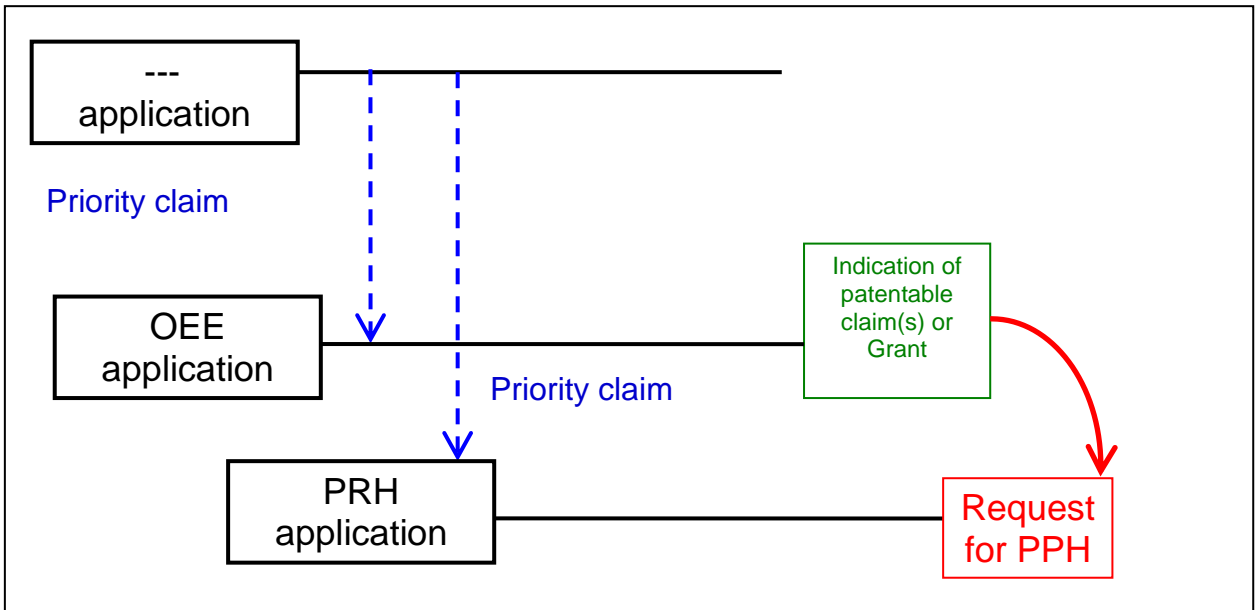 ---
application
Priority claim
Indication of
patentable
claim(s) or
Grant
OEE
application
Priority claim
PRH
application
Request
for PPH